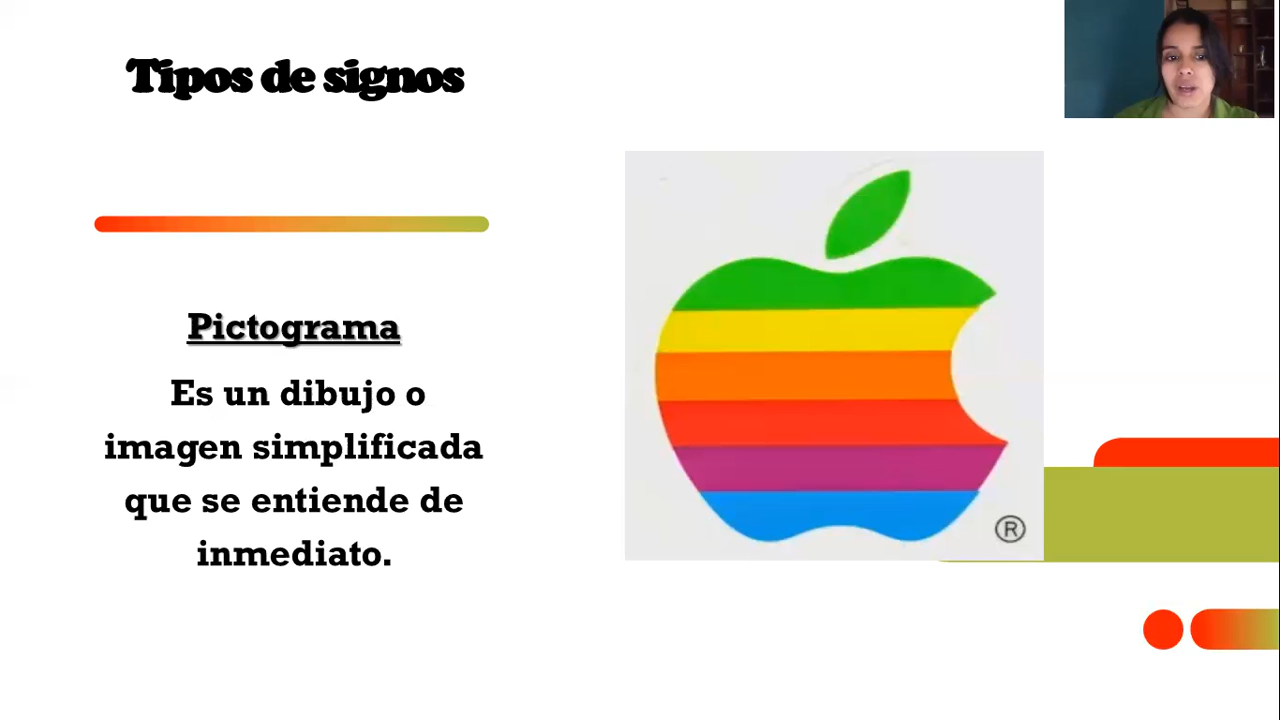 Tipos de signos
Pictograma
Es un dibujo o
imagen simplificada
que se entiende de
inmediato.
®